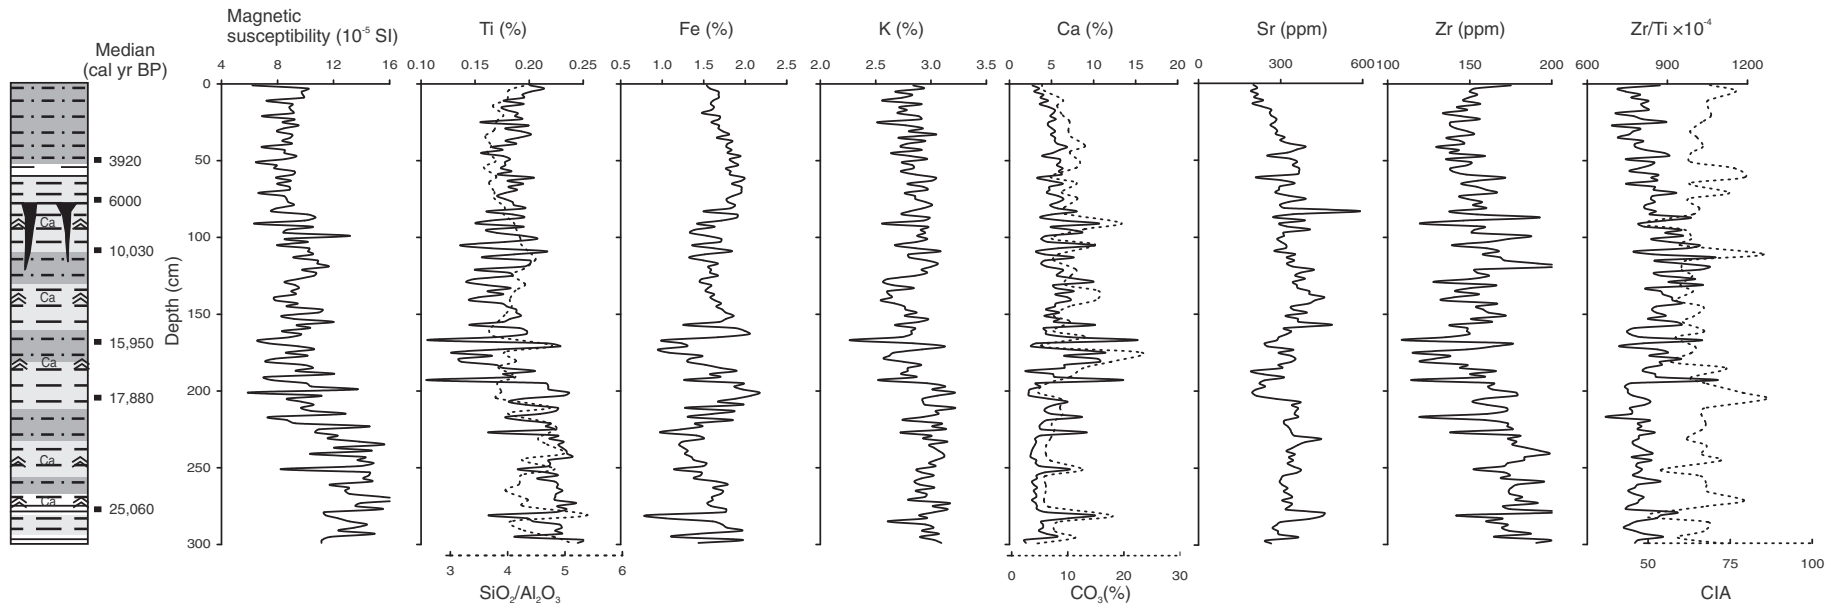 Magnetic
susceptibility (10⁻⁵ SI)
Ti (%)
Fe (%)
K (%)
Ca (%)
Sr (ppm)
Zr (ppm)
Zr/Ti ×10⁻⁴
Median
(cal yr BP)
4 8 12 16
0.10 0.15 0.20 0.25
0.5 1.0 1.5 2.0 2.5
2.0 2.5 3.0 3.5
0 5 10 15 20
0 300 600
100 150 200
600 900 1200
0
50
100
150
200
250
300
Depth (cm)
3920
6000
10,030
15,950
17,880
25,060
Ca
Ca
Ca
Ca
Ca
3 4 5 6
SiO₂/Al₂O₃
0 10 20 30
CO₃(%)
50 75 100
CIA